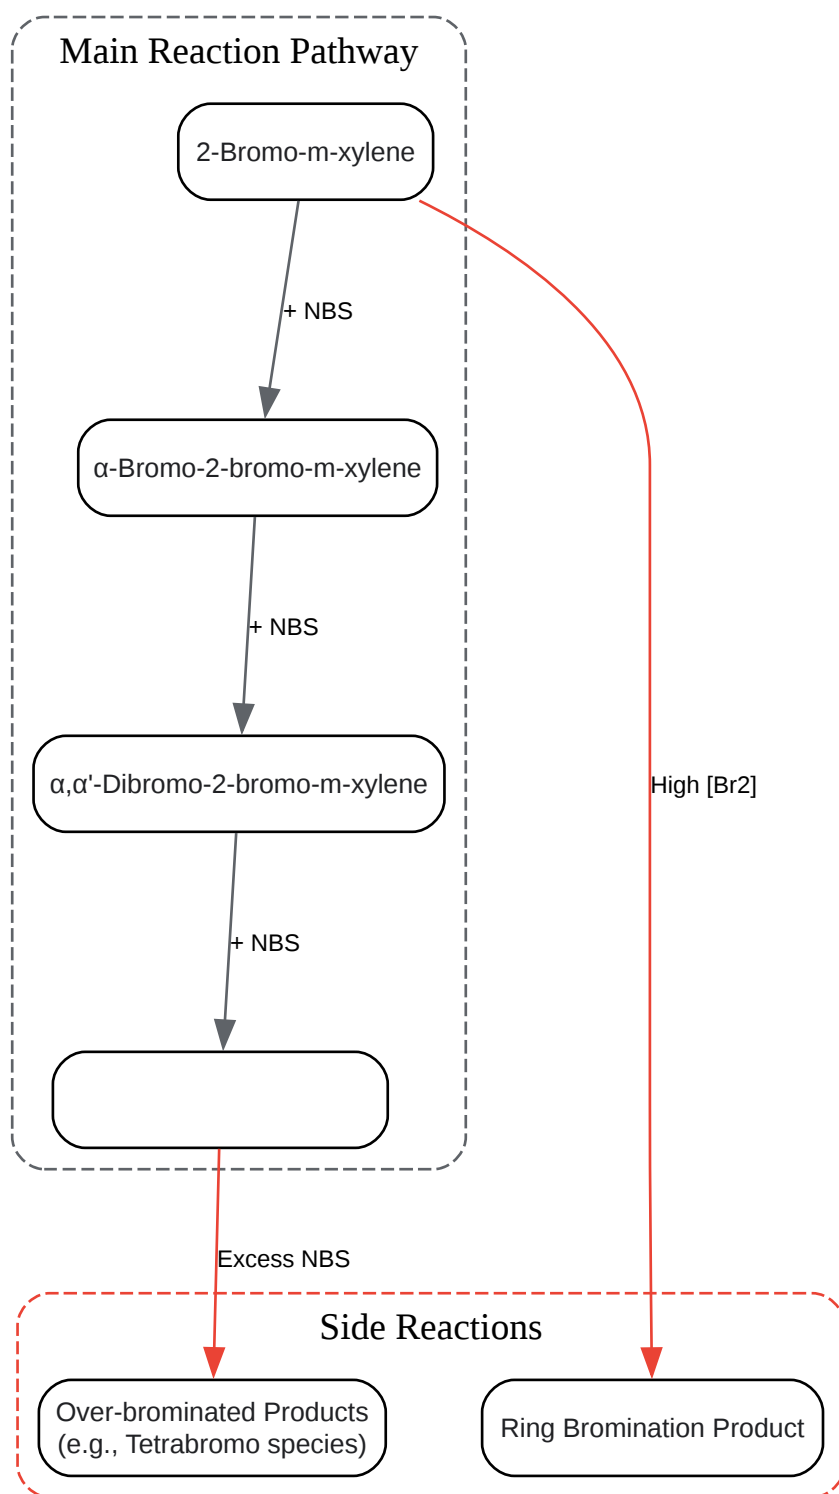 Main Reaction Pathway
2-Bromo-m-xylene
+ NBS
α-Bromo-2-bromo-m-xylene
+ NBS
α,α'-Dibromo-2-bromo-m-xylene
High [Br2]
+ NBS
Excess NBS
Side Reactions
Over-brominated Products
(e.g., Tetrabromo species)
Ring Bromination Product